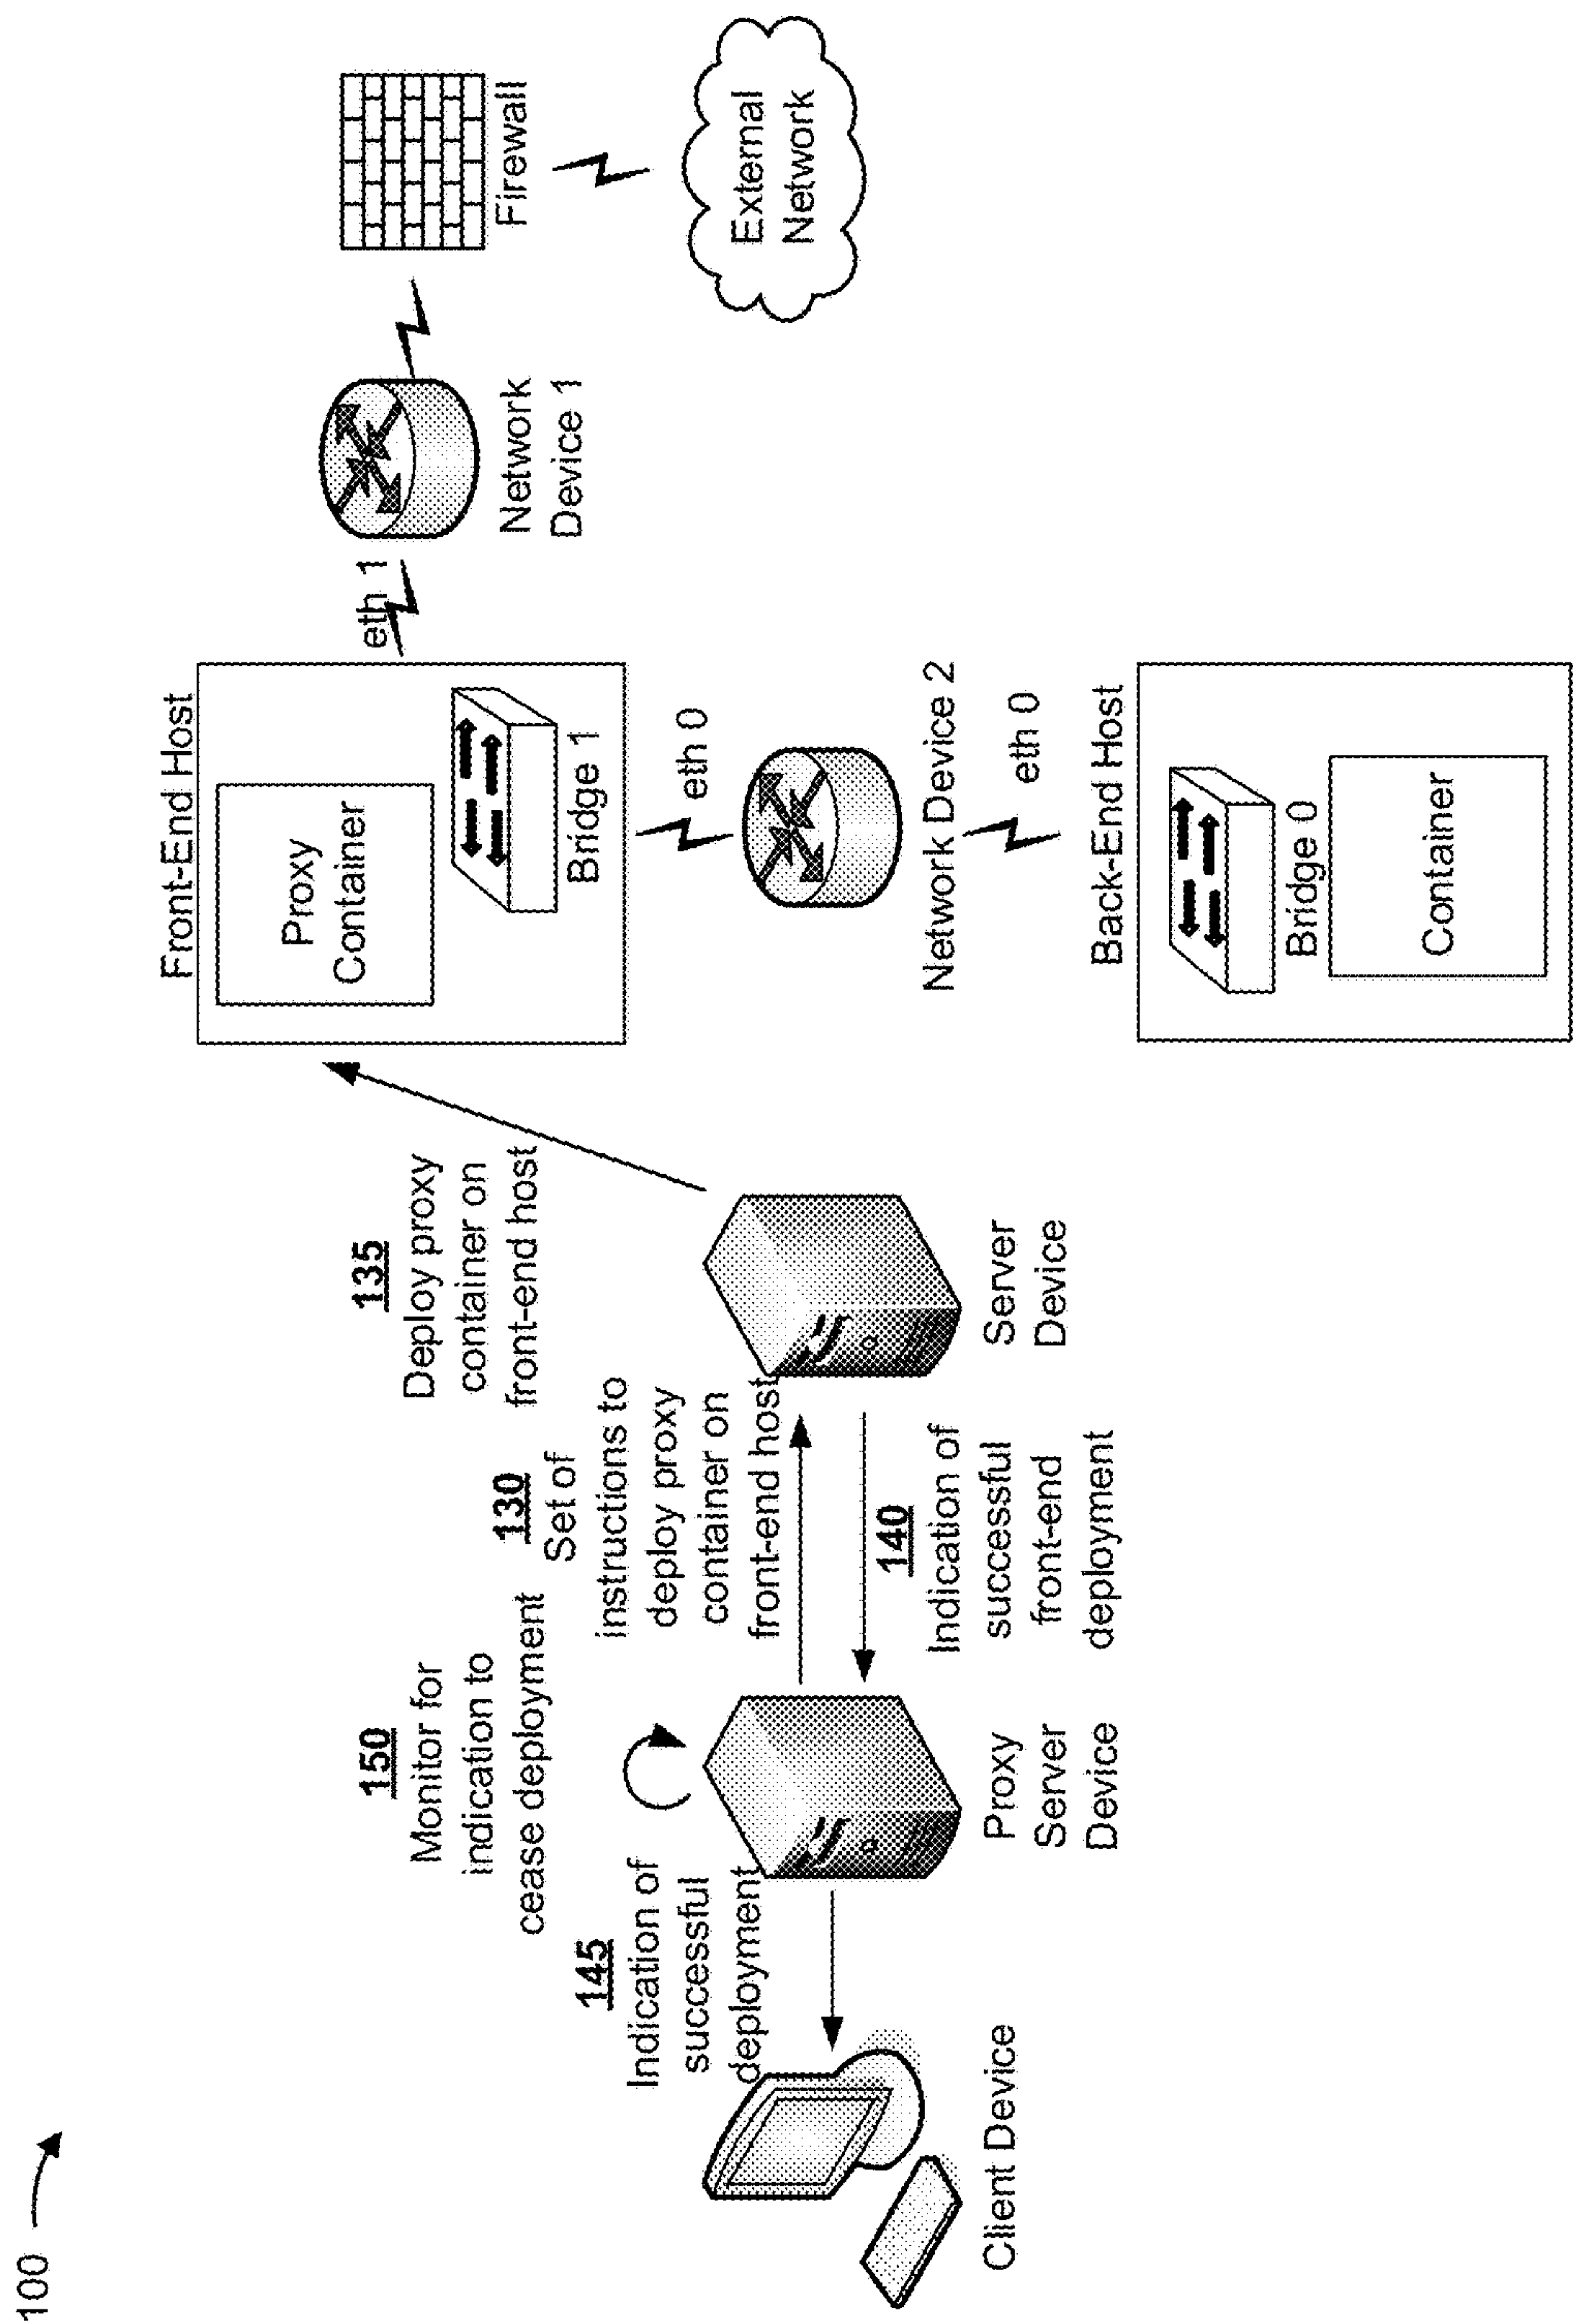 100
150
Monitor for
indication to
cease deployment
145
Indication of
successful
deployment
Client Device
Proxy
Server
Device
130
Set of
instructions to
deploy proxy
container on
front-end host
140
Indication of
successful
front-end
deployment
135
Deploy proxy
container on
front-end host
Server
Device
Front-End Host
Proxy
Container
Bridge 1
eth 0
Network Device 2
eth 0
Back-End Host
Bridge 0
Container
eth 1
Network
Device 1
Firewall
External
Network